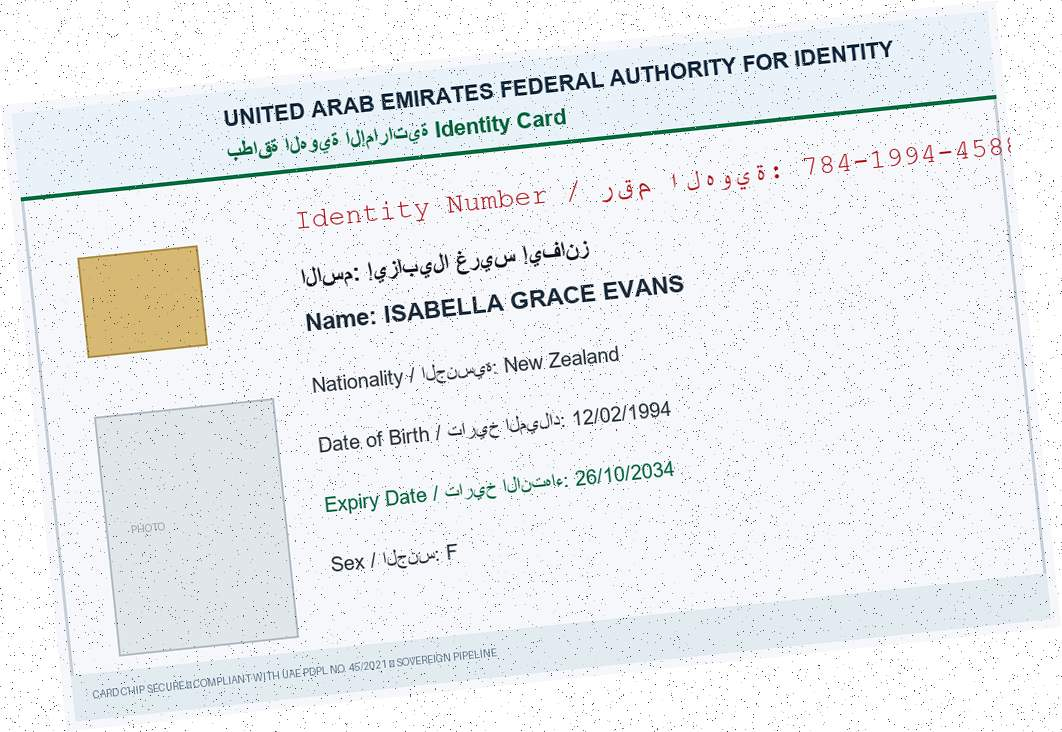 UNITED ARAB EMIRATES FEDERAL AUTHORITY FOR IDENTITY
بطاقة الهوية الإماراتية Identity Card
Identity Number / رقم الهوية: 784-1994-458
الاسم: إيزابيلا غريس إيفانز
Name: ISABELLA GRACE EVANS
Nationality / الجنسية: New Zealand
Date of Birth / تاريخ الميلاد: 12/02/1994
Expiry Date / تاريخ الانتهاء: 26/10/2034
Sex / الجنس: F
PHOTO
CARD CHIP SECURE COMPLIANT WITH UAE PDPL NO. 45/2021 SOVEREIGN PIPELINE